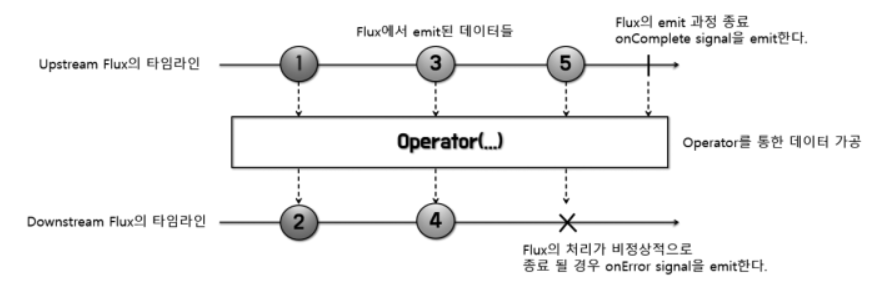 Flux에서 emit된 데이터들
Flux의 emit 과정 종료
onComplete signal을 emit한다.
Upstream Flux의 타임라인
1
3
5
Operator(...)
Operator를 통한 데이터 가공
Downstream Flux의 타임라인
2
4
Flux의 처리가 비정상적으로
종료 될 경우 onError signal을 emit한다.